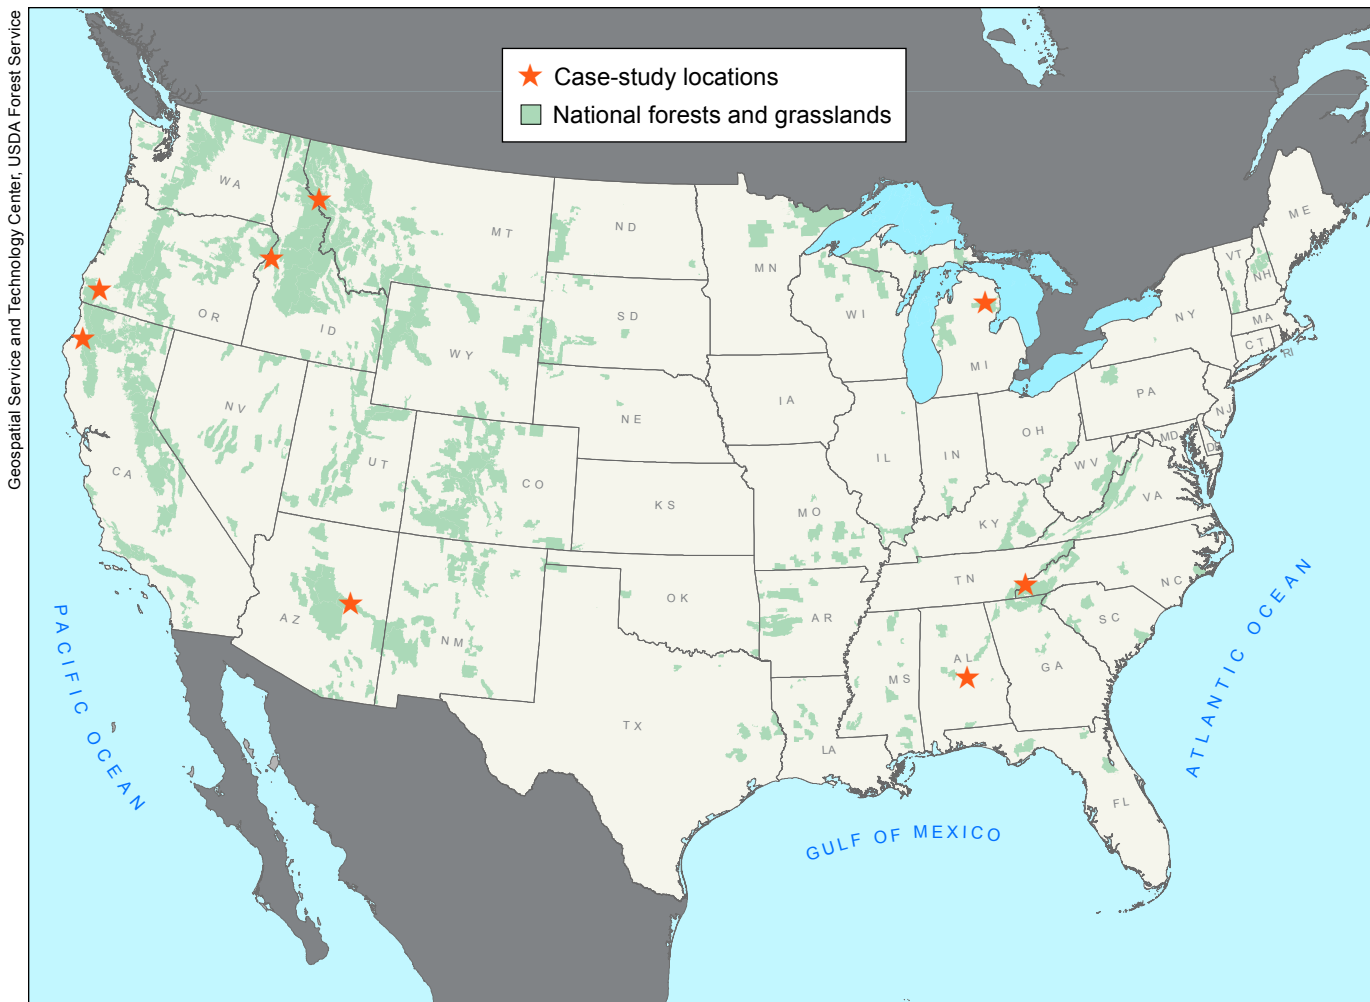 Geospatial Service and Technology Center, USDA Forest Service
Case-study locations
National forests and grasslands
WA
MT
ND
MN
ME
VT
NH
OR
ID
SD
WI
NY
MA
CT
RI
WY
MI
NV
NE
IA
PA
NJ
CA
UT
CO
IL
IN
OH
MD
DE
WV
VA
KS
MO
KY
AZ
NM
OK
AR
TN
NC
SC
MS
AL
GA
TX
LA
FL
PACIFIC OCEAN
GULF OF MEXICO
ATLANTIC OCEAN